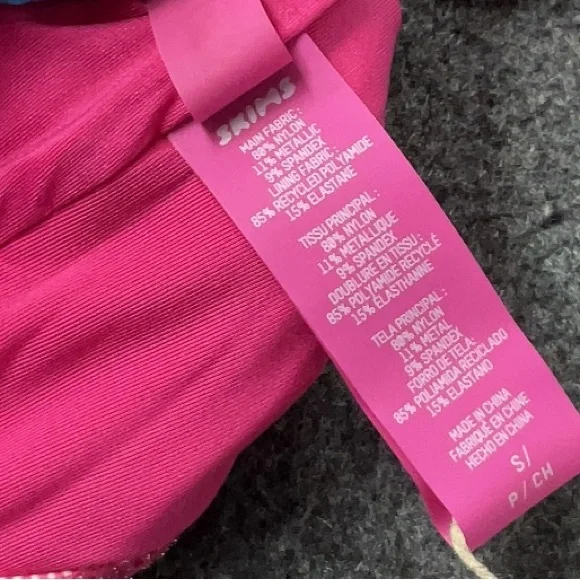 SKIMS
MAIN FABRIC:
80% NYLON
11% METALLIC
9% SPANDEX
LINING FABRIC:
85% RECYCLED POLYAMIDE
15% ELASTANE
TISSU PRINCIPAL:
80% NYLON
11% METALLIQUE
9% SPANDEX
DOUBLURE EN TISSU:
85% POLYAMIDE RECYCLÉ
15% ELASTHANNE
TELA PRINCIPAL:
80% NYLON
11% METAL
9% SPANDEX
FORRO DE TELA:
85% POLIAMIDA RECICLADO
15% ELASTANO
MADE IN CHINA
FABRIQUÉ EN CHINE
HECHO EN CHINA
S/
P/CH